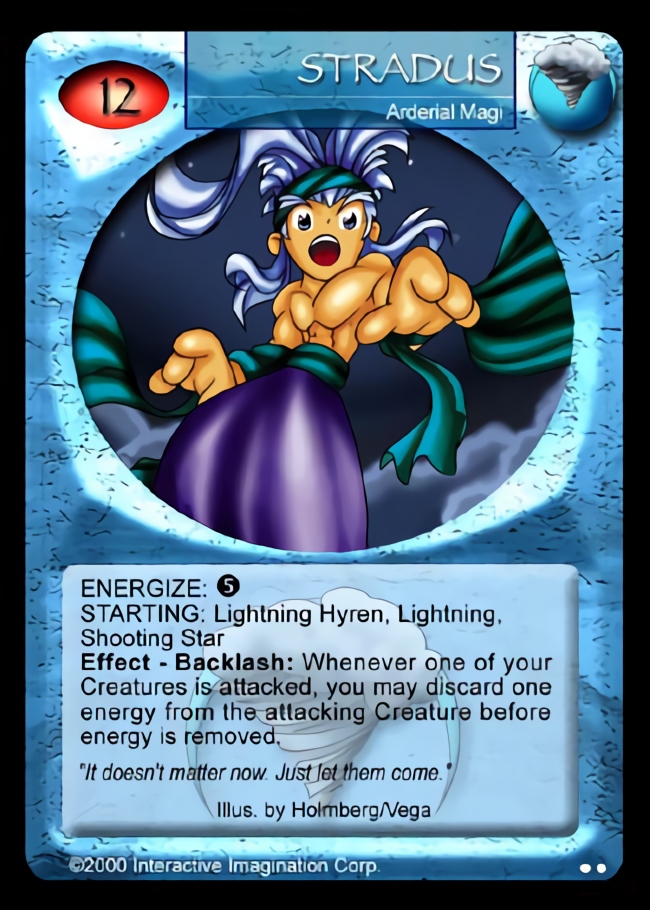 12
STRADUS
Arderial Magi
ENERGIZE: 5
STARTING: Lightning Hyren, Lightning,
Shooting Star
Effect - Backlash: Whenever one of your
Creatures is attacked, you may discard one
energy from the attacking Creature before
energy is removed.
"It doesn't matter now. Just let them come."
Illus. by Holmberg/Vega
©2000 Interactive Imagination Corp.